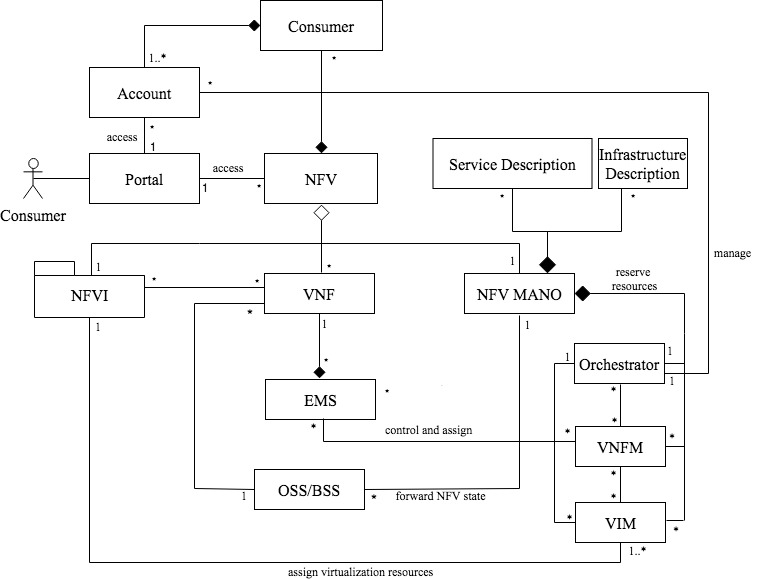 Consumer
*
1..*
Account
*
*
access
1
Service Description
Infrastructure
Description
Portal
access
1
*
NFV
*
*
Consumer
manage
1
*
1
NFVI
*
*
VNF
NFV MANO
reserve
resources
*
1
1
1
1
Orchestrator
1
1
*
*
EMS
*
*
*
control and assign
*
VNFM
*
*
1
OSS/BSS
*
forward NFV state
*
*
VIM
*
1..*
assign virtualization resources